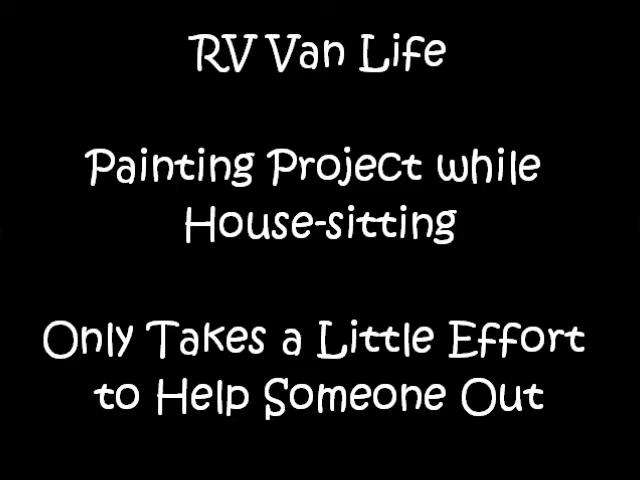 RV Van Life
Painting Project while
House-sitting
Only Takes a Little Effort
to Help Someone Out